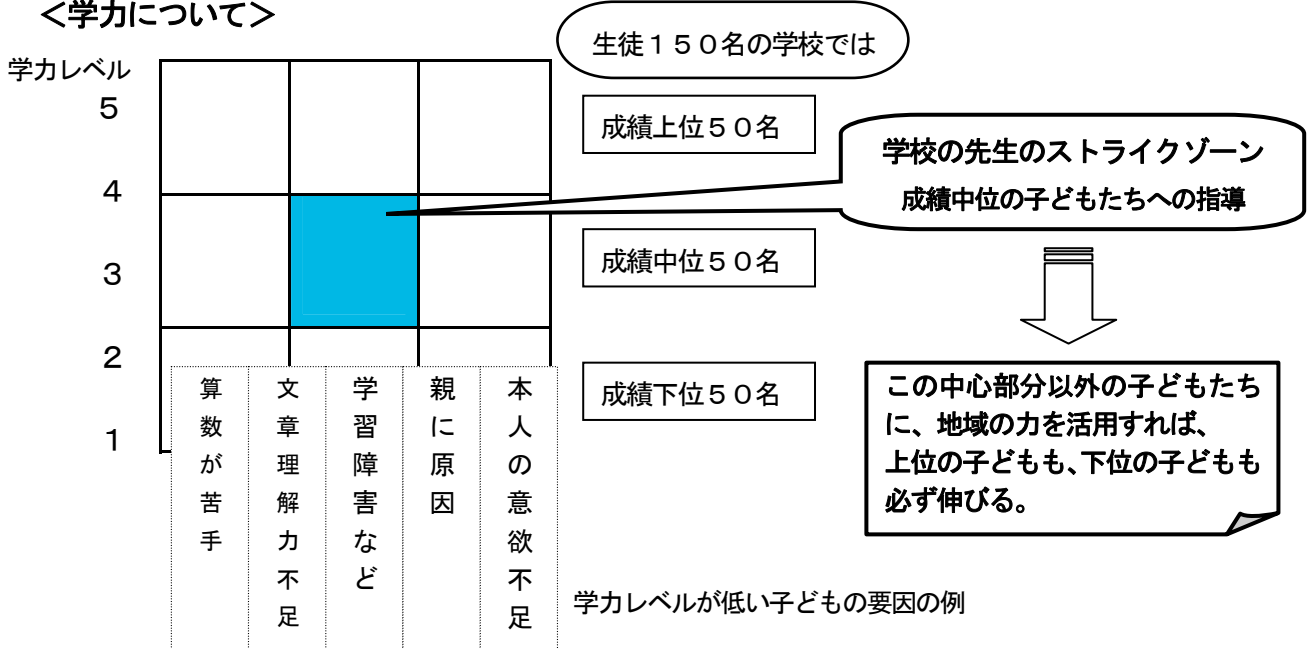 ＜学力について＞
生徒１５０名の学校では
学力レベル
5
4
3
2
1
成績上位５０名
成績中位５０名
成績下位５０名
学校の先生のストライクゾーン
成績中位の子どもたちへの指導
この中心部分以外の子どもたち
に、地域の力を活用すれば、
上位の子どもも、下位の子どもも
必ず伸びる。
算数が苦手
文章理解力不足
学習障害など
親に原因
本人の意欲不足
学力レベルが低い子どもの要因の例